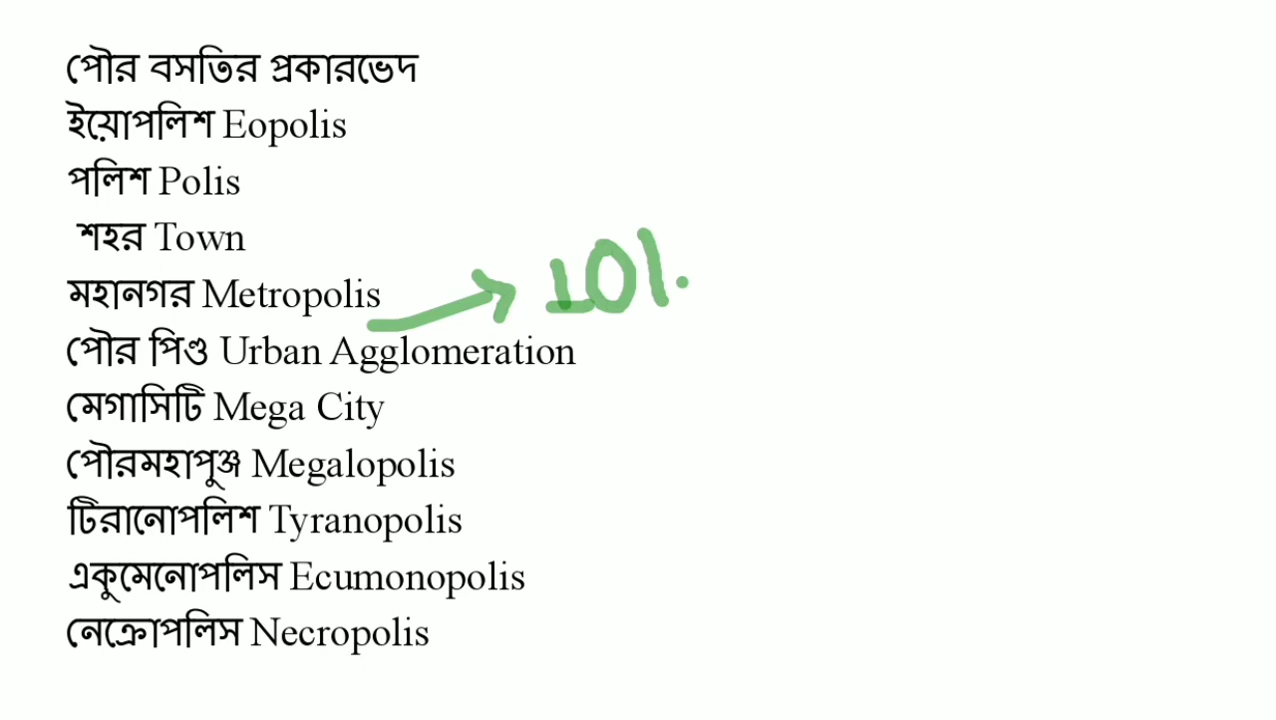 পৌর বসতির প্রকারভেদ
ইয়োপলিশ Eopolis
পলিশ Polis
শহর Town
মহানগর Metropolis → 10%
পৌর পিণ্ড Urban Agglomeration
মেগাসিটি Mega City
পৌরমহাপুঞ্জ Megalopolis
টিরানোপলিশ Tyranopolis
একুমেনোপলিস Ecumonopolis
নেক্রোপলিস Necropolis